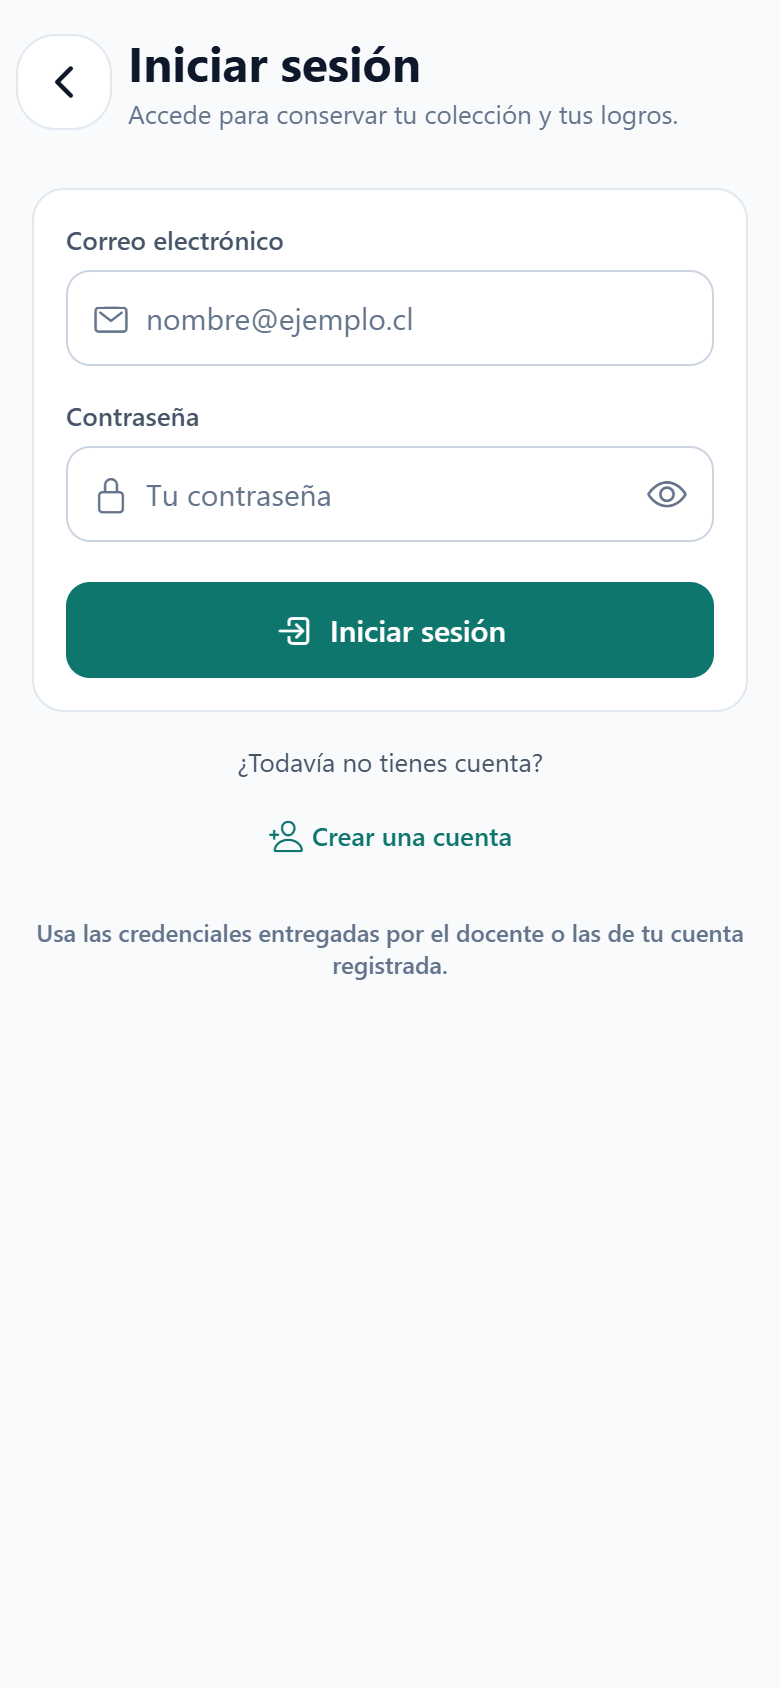 Iniciar sesión
Accede para conservar tu colección y tus logros.
Correo electrónico
nombre@ejemplo.cl
Contraseña
Tu contraseña
Iniciar sesión
¿Todavía no tienes cuenta?
Crear una cuenta
Usa las credenciales entregadas por el docente o las de tu cuenta
registrada.